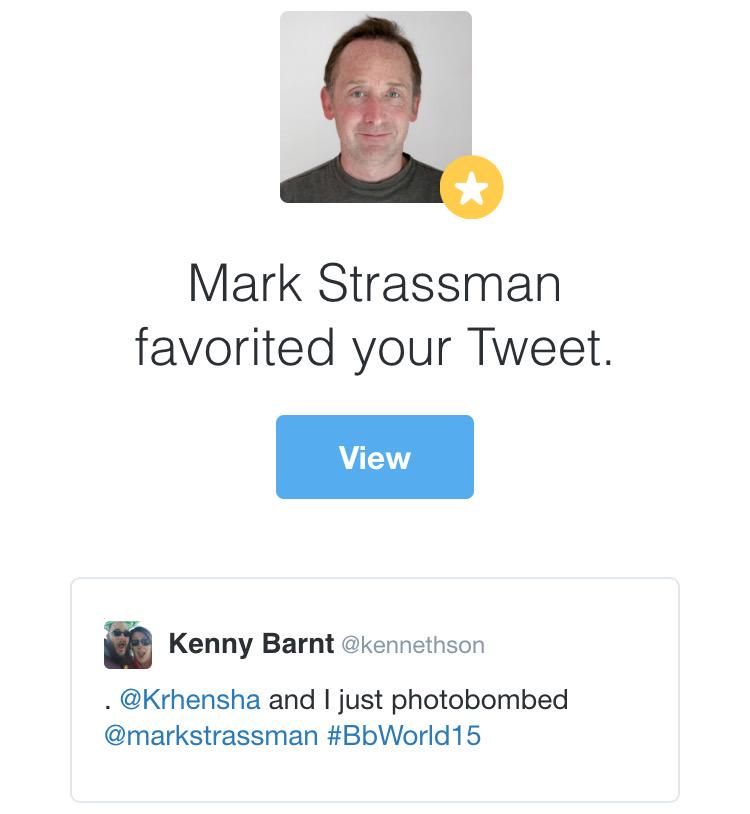 Mark Strassman
favorited your Tweet.
View
Kenny Barnt @kennethson
. @Krhensha and I just photobombed
@markstrassman #BbWorld15